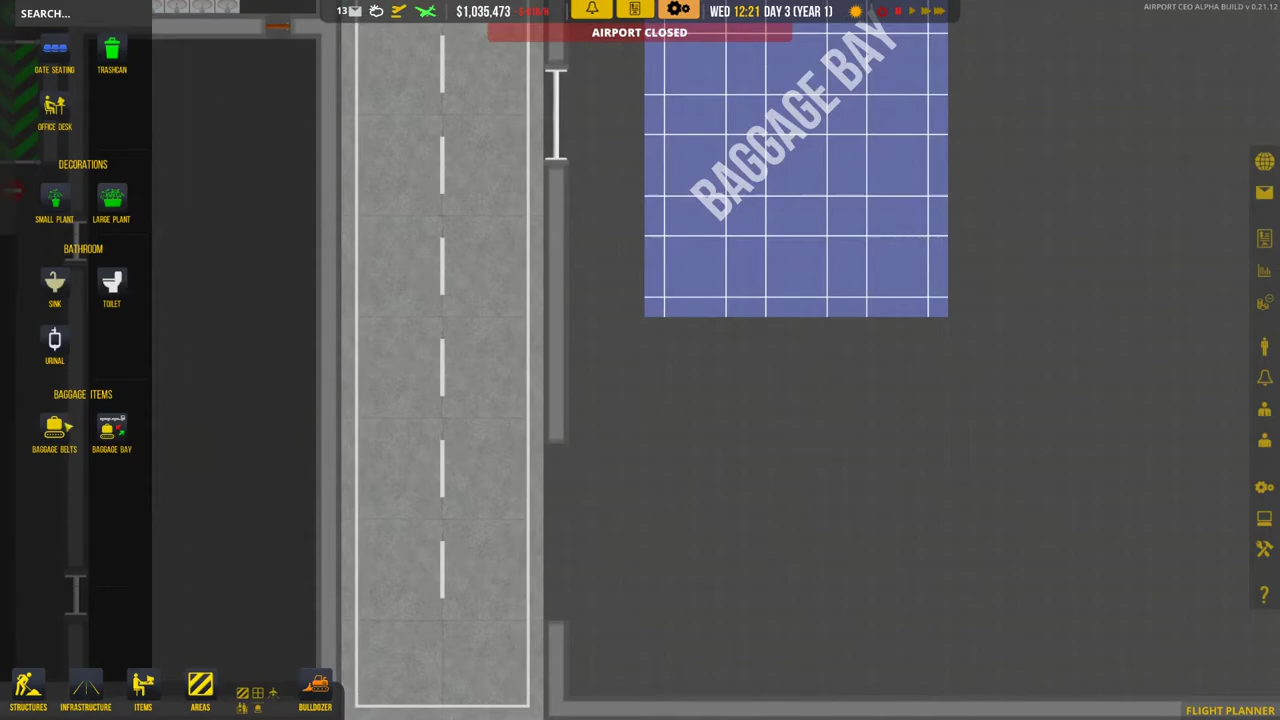 SEARCH...
13
$1,035,473
WED 12:21 DAY 3 (YEAR 1)
AIRPORT CEO ALPHA BUILD v 0.21.12
AIRPORT CLOSED
BAGGAGE BAY
GATE SEATING
TRASHCAN
OFFICE DESK
DECORATIONS
SMALL PLANT
LARGE PLANT
BATHROOM
SINK
TOILET
URINAL
BAGGAGE ITEMS
BAGGAGE BELTS
BAGGAGE BAY
STRUCTURES
INFRASTRUCTURE
ITEMS
AREAS
BULLDOZER
?
FLIGHT PLANNER